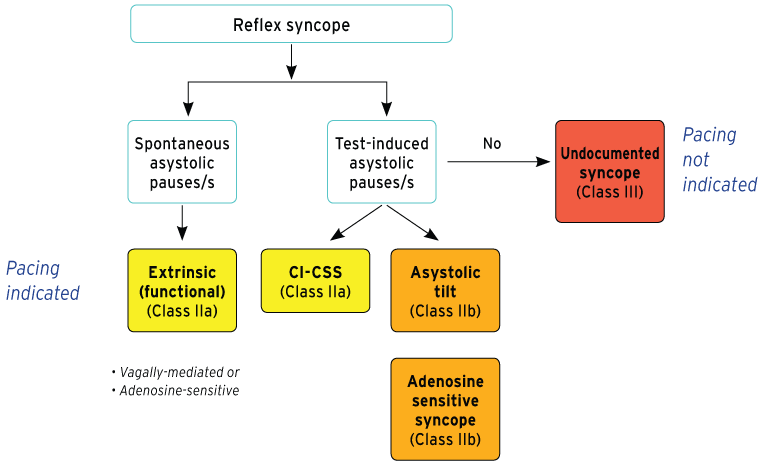 Reflex syncope
Spontaneous
asystolic
pauses/s
Test-induced
asystolic
pauses/s
No
Undocumented
syncope
(Class III)
Pacing
not
indicated
Pacing
indicated
Extrinsic
(functional)
(Class IIa)
CI-CSS
(Class IIa)
Asystolic
tilt
(Class IIb)
• Vagally-mediated or
• Adenosine-sensitive
Adenosine
sensitive
syncope
(Class IIb)